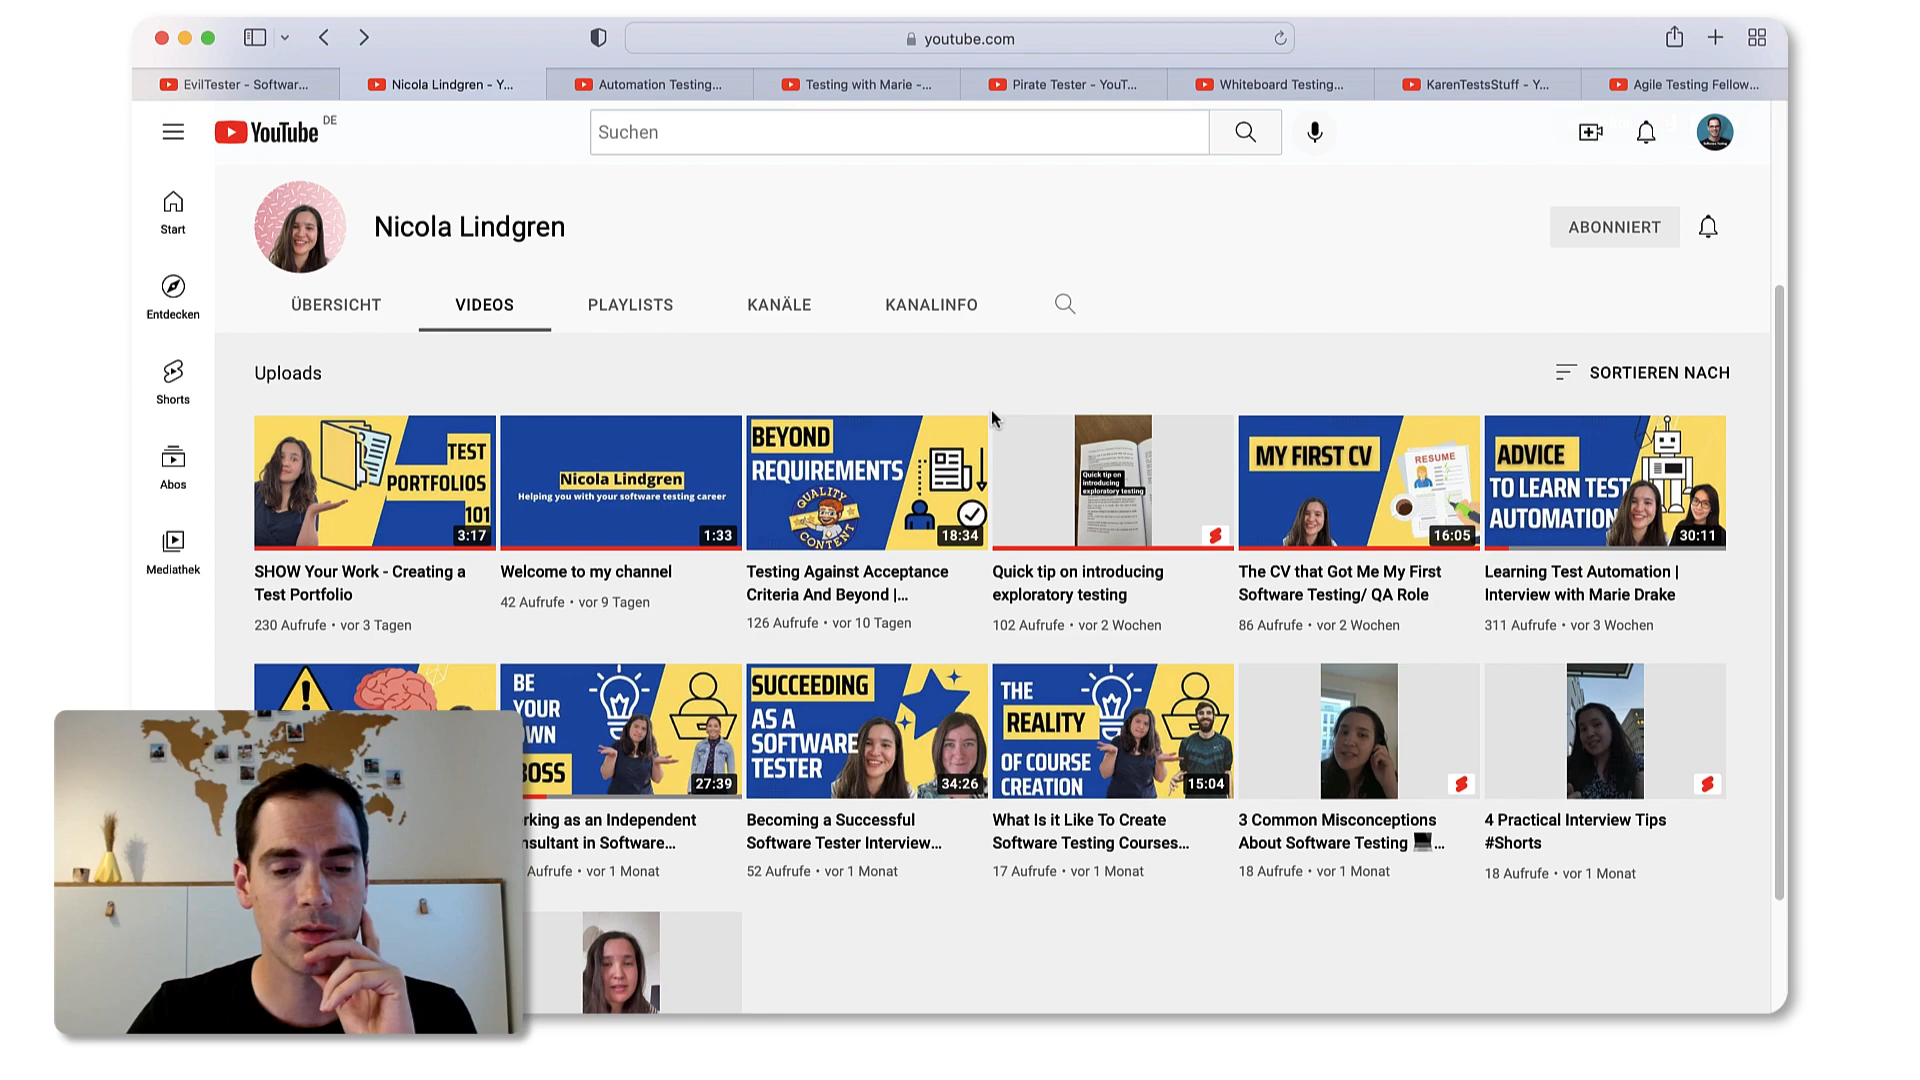 youtube.com
EvilTester - Softwar...
Nicola Lindgren - Y...
Automation Testing...
Testing with Marie -...
Pirate Tester - YouT...
Whiteboard Testing...
KarenTestsStuff - Y...
Agile Testing Fellow...
YouTube DE
Suchen
Start
Entdecken
Shorts
Abos
Mediathek
Nicola Lindgren
ABONNIERT
ÜBERSICHT
VIDEOS
PLAYLISTS
KANÄLE
KANALINFO
Uploads
SORTIEREN NACH
TEST
PORTFOLIOS
101
3:17
SHOW Your Work - Creating a
Test Portfolio
230 Aufrufe • vor 3 Tagen
Nicola Lindgren
Helping you with your software testing career
1:33
Welcome to my channel
42 Aufrufe • vor 9 Tagen
BEYOND
REQUIREMENTS
QUALITY
CONTENT
18:34
Testing Against Acceptance
Criteria And Beyond |...
126 Aufrufe • vor 10 Tagen
Quick tip on
introducing
exploratory testing
Quick tip on introducing
exploratory testing
102 Aufrufe • vor 2 Wochen
MY FIRST CV
RESUME
16:05
The CV that Got Me My First
Software Testing/ QA Role
86 Aufrufe • vor 2 Wochen
ADVICE
TO LEARN TEST
AUTOMATION
30:11
Learning Test Automation |
Interview with Marie Drake
311 Aufrufe • vor 3 Wochen
BE
YOUR
WN
BOSS
27:39
rking as an Independent
nsultant in Software...
Aufrufe • vor 1 Monat
SUCCEEDING
AS A
SOFTWARE
TESTER
34:26
Becoming a Successful
Software Tester Interview...
52 Aufrufe • vor 1 Monat
THE
REALITY
OF COURSE
CREATION
15:04
What Is it Like To Create
Software Testing Courses...
17 Aufrufe • vor 1 Monat
3 Common Misconceptions
About Software Testing 💻...
18 Aufrufe • vor 1 Monat
4 Practical Interview Tips
#Shorts
18 Aufrufe • vor 1 Monat